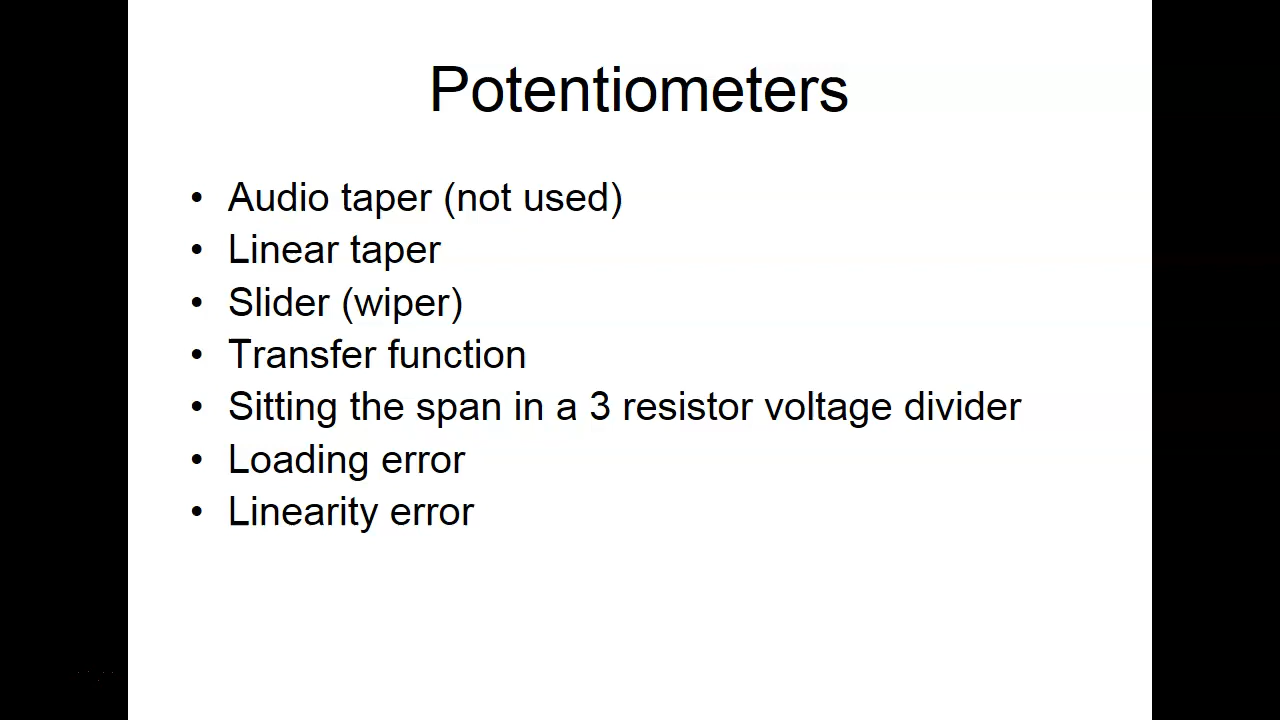 Potentiometers
• Audio taper (not used)
• Linear taper
• Slider (wiper)
• Transfer function
• Sitting the span in a 3 resistor voltage divider
• Loading error
• Linearity error